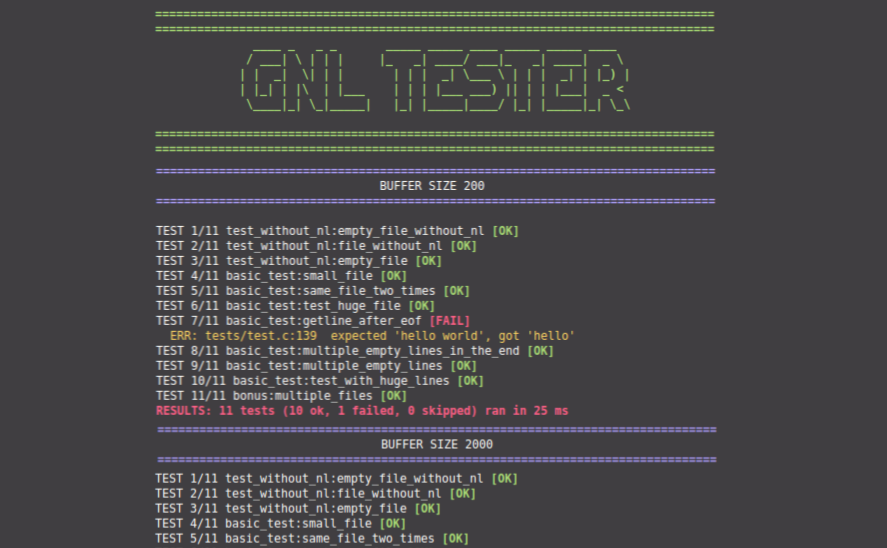 GNL TESTER
BUFFER SIZE 200
TEST 1/11 test_without_nl:empty_file_without_nl [OK]
TEST 2/11 test_without_nl:file_without_nl [OK]
TEST 3/11 test_without_nl:empty_file [OK]
TEST 4/11 basic_test:small_file [OK]
TEST 5/11 basic_test:same_file_two_times [OK]
TEST 6/11 basic_test:test_huge_file [OK]
TEST 7/11 basic_test:getline_after_eof [FAIL]
ERR: tests/test.c:139  expected 'hello world', got 'hello'
TEST 8/11 basic_test:multiple_empty_lines_in_the_end [OK]
TEST 9/11 basic_test:multiple_empty_lines [OK]
TEST 10/11 basic_test:test_with_huge_lines [OK]
TEST 11/11 bonus:multiple_files [OK]
RESULTS: 11 tests (10 ok, 1 failed, 0 skipped) ran in 25 ms
BUFFER SIZE 2000
TEST 1/11 test_without_nl:empty_file_without_nl [OK]
TEST 2/11 test_without_nl:file_without_nl [OK]
TEST 3/11 test_without_nl:empty_file [OK]
TEST 4/11 basic_test:small_file [OK]
TEST 5/11 basic_test:same_file_two_times [OK]